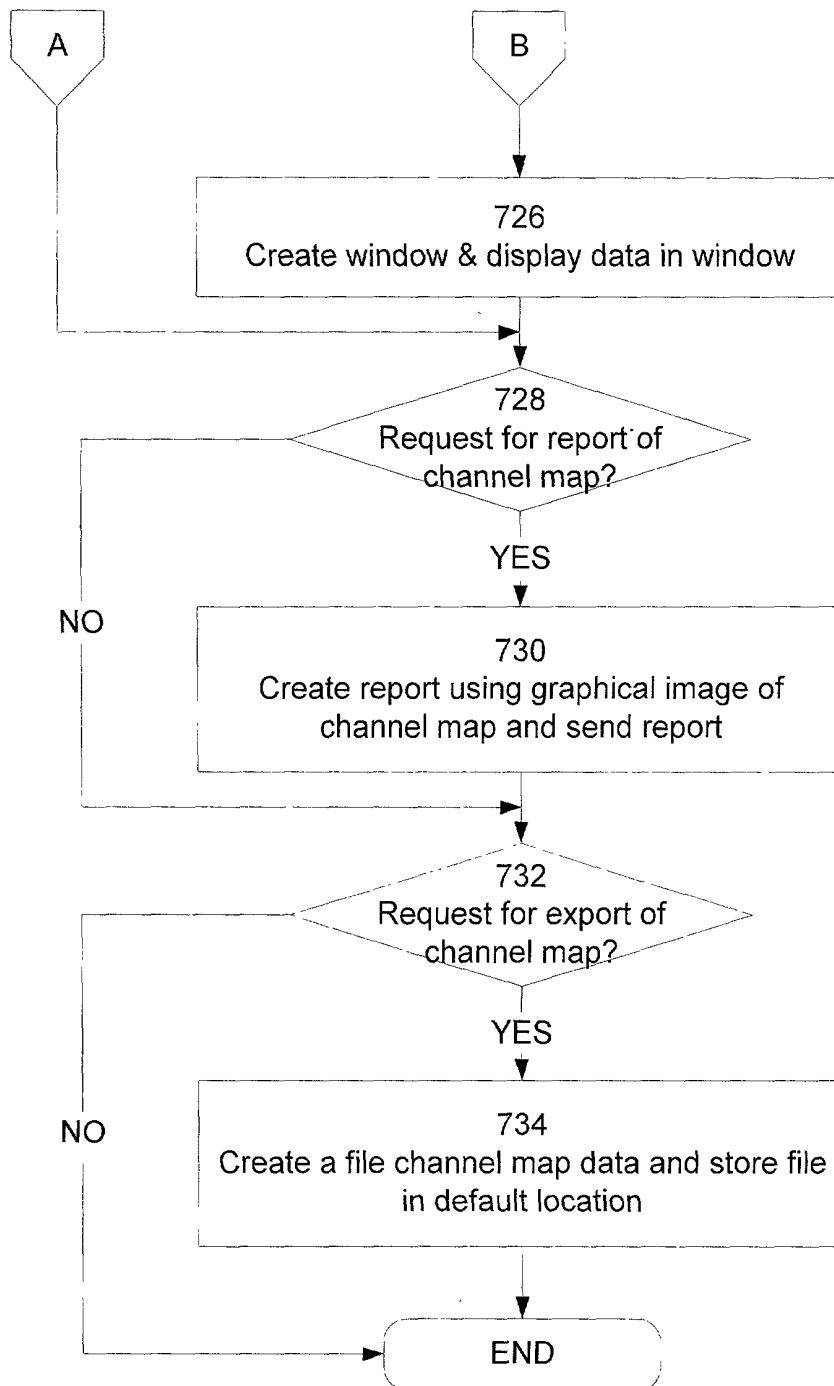 A
B
726
Create window & display data in window
728
Request for report of
channel map?
YES
NO
730
Create report using graphical image of
channel map and send report
732
Request for export of
channel map?
YES
NO
734
Create a file channel map data and store file
in default location
END